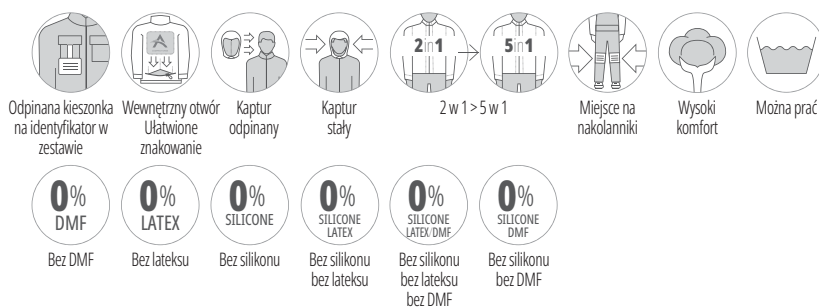 2in1
5in1
Odpinana kieszonka
na identyfikator w
zestawie
Wewnętrzny otwór
Ułatwione
znakowanie
Kaptur
odpinany
Kaptur
stały
2 w 1 > 5 w 1
Miejsce na
nakolanniki
Wysoki
komfort
Można prać
0%
DMF
0%
LATEX
0%
SILICONE
0%
SILICONE
LATEX
0%
SILICONE
LATEX/DMF
0%
SILICONE
DMF
Bez DMF
Bez lateksu
Bez silikonu
Bez silikonu
bez lateksu
Bez silikonu
bez lateksu
bez DMF
Bez silikonu
bez DMF